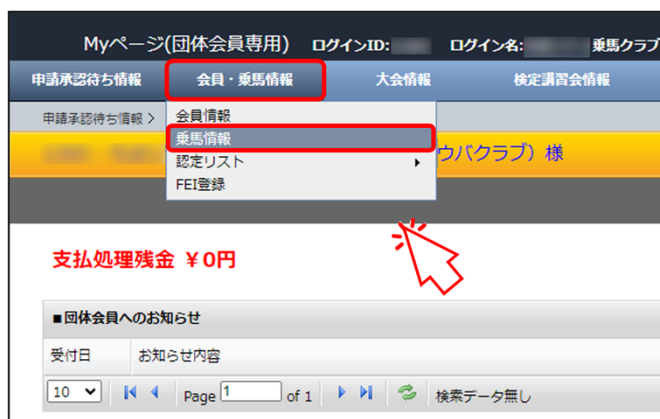 Myページ(団体会員専用) ログインID: ログイン名: 乗馬クラブ
申請承認待ち情報 会員・乗馬情報 大会情報 検定講習会情報
申請承認待ち情報 >
会員情報
乗馬情報
認定リスト
FEI登録
ウバクラブ）様
支払処理残金 ￥0円
■団体会員へのお知らせ
受付日 お知らせ内容
10 Page 1 of 1 検索データ無し